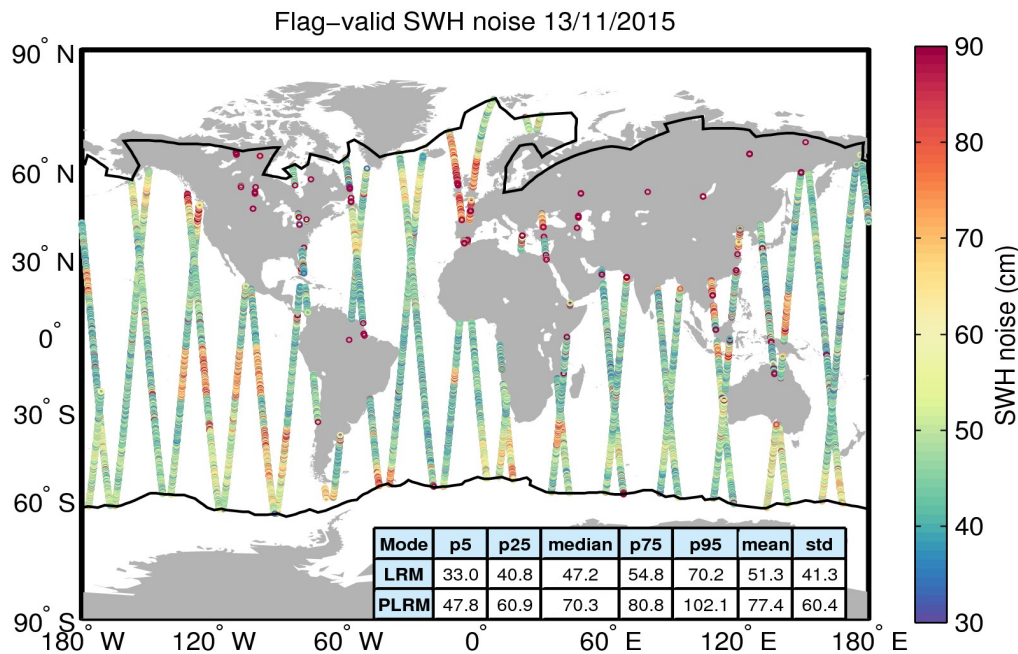 Flag−valid SWH noise 13/11/2015
90° N
60° N
30° N
0°
30° S
60° S
90° S
180° W
120° W
60° W
0°
60° E
120° E
180° E
Mode p5 p25 median p75 p95 mean std
LRM 33.0 40.8 47.2 54.8 70.2 51.3 41.3
PLRM 47.8 60.9 70.3 80.8 102.1 77.4 60.4
90
80
70
60
50
40
30
SWH noise (cm)